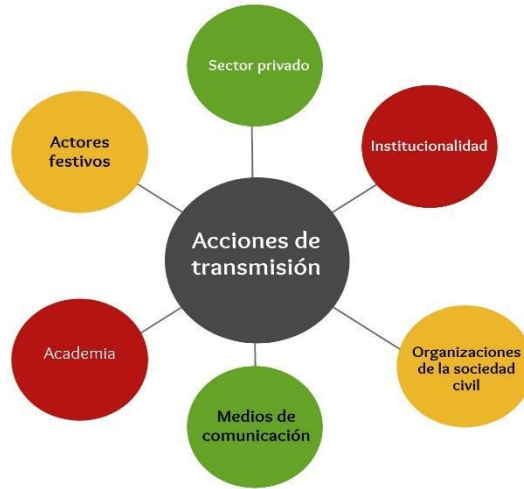 Sector privado
Actores
festivos
Institucionalidad
Acciones de
transmisión
Academia
Organizaciones
de la sociedad
civil
Medios de
comunicación